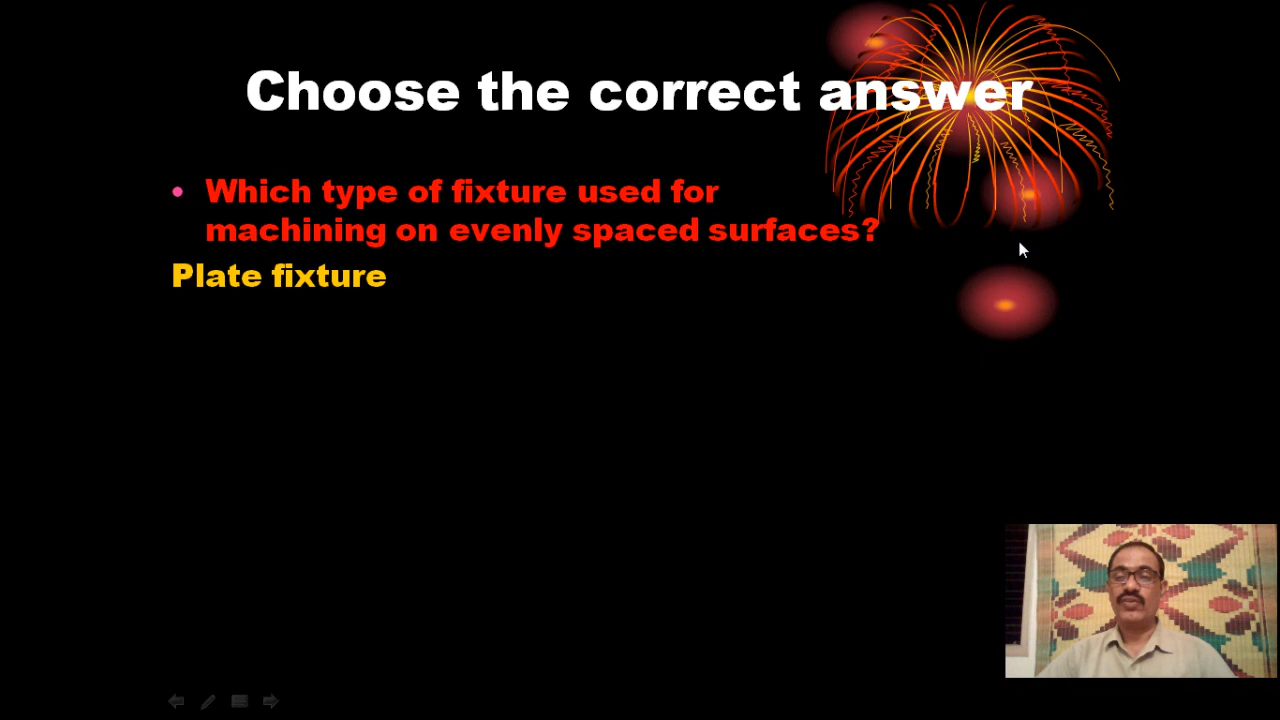 Choose the correct answer
• Which type of fixture used for
machining on evenly spaced surfaces?
Plate fixture